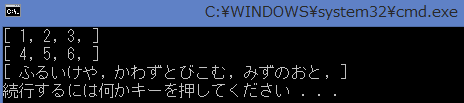 C:¥WINDOWS¥system32¥cmd.exe
[ 1, 2, 3, ]
[ 4, 5, 6, ]
[ ふるいけや, かわずとびこむ, みずのおと, ]
続行するには何かキーを押してください . . .